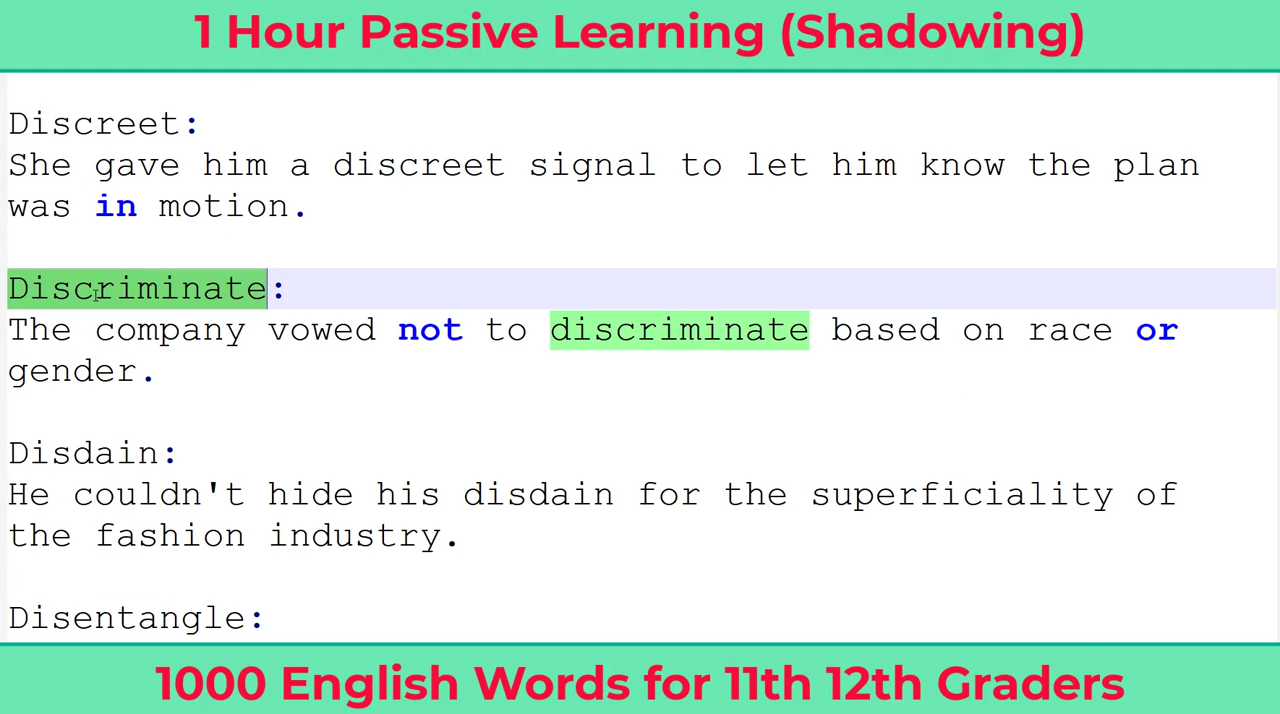 1 Hour Passive Learning (Shadowing)
Discreet:
She gave him a discreet signal to let him know the plan
was in motion.
Discriminate:
The company vowed not to discriminate based on race or
gender.
Disdain:
He couldn't hide his disdain for the superficiality of
the fashion industry.
Disentangle:
1000 English Words for 11th 12th Graders